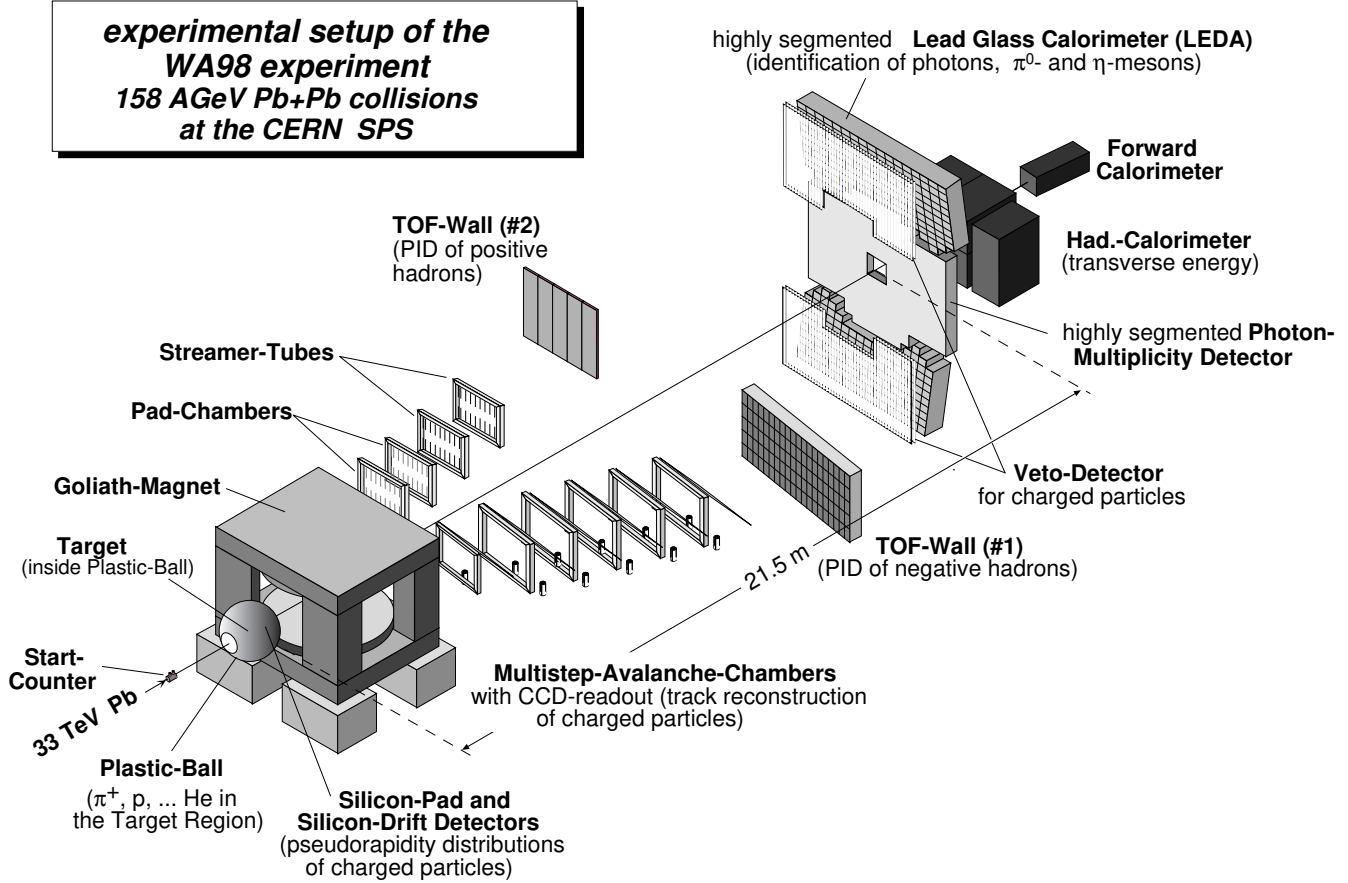 experimental setup of the
WA98 experiment
158 AGeV Pb+Pb collisions
at the CERN SPS
highly segmented Lead Glass Calorimeter (LEDA)
(identification of photons, π⁰- and η-mesons)
Forward
Calorimeter
TOF-Wall (#2)
(PID of positive
hadrons)
Had.-Calorimeter
(transverse energy)
highly segmented Photon-
Multiplicity Detector
Streamer-Tubes
Pad-Chambers
Goliath-Magnet
Veto-Detector
for charged particles
Target
(inside Plastic-Ball)
TOF-Wall (#1)
(PID of negative hadrons)
21.5 m
Start-
Counter
33 TeV Pb
Multistep-Avalanche-Chambers
with CCD-readout (track reconstruction
of charged particles)
Plastic-Ball
(π⁺, p, ... He in
the Target Region)
Silicon-Pad and
Silicon-Drift Detectors
(pseudorapidity distributions
of charged particles)